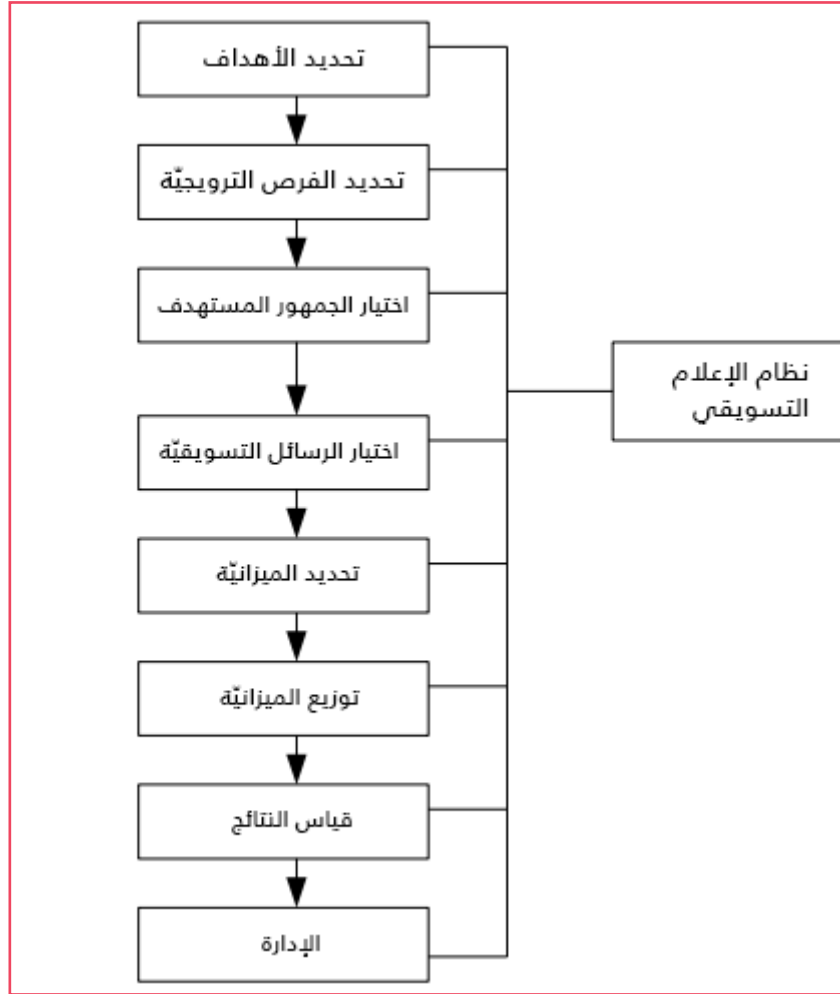 تحديد الأهداف
تحديد الفرص الترويجيّة
اختيار الجمهور المستهدف
نظام الإعلام
التسويقي
اختيار الرسائل التسويقيّة
تحديد الميزانيّة
توزيع الميزانيّة
قياس النتائج
الإدارة